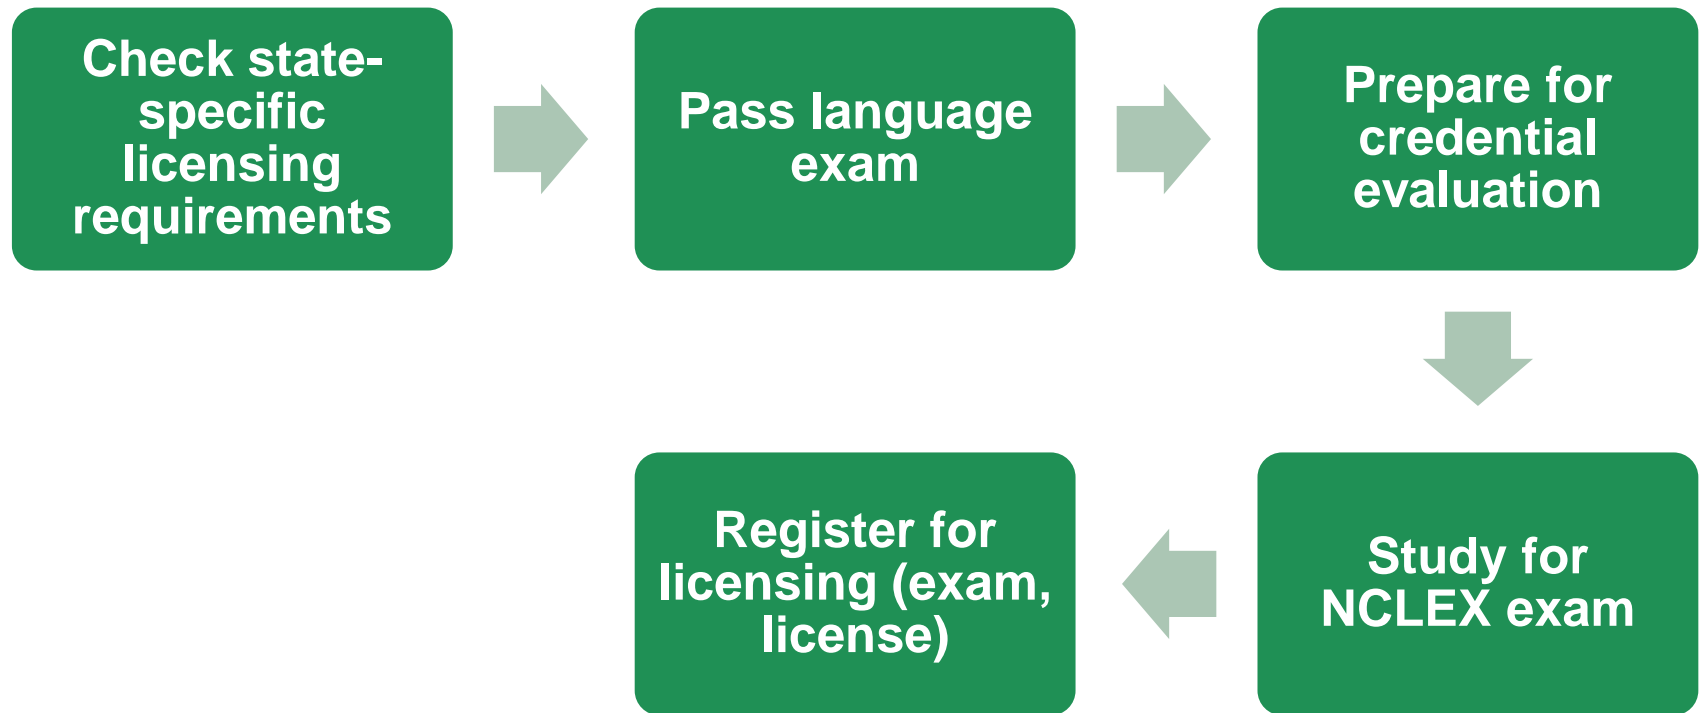 Check state-
specific
licensing
requirements
Pass language
exam
Prepare for
credential
evaluation
Study for
NCLEX exam
Register for
licensing (exam,
license)